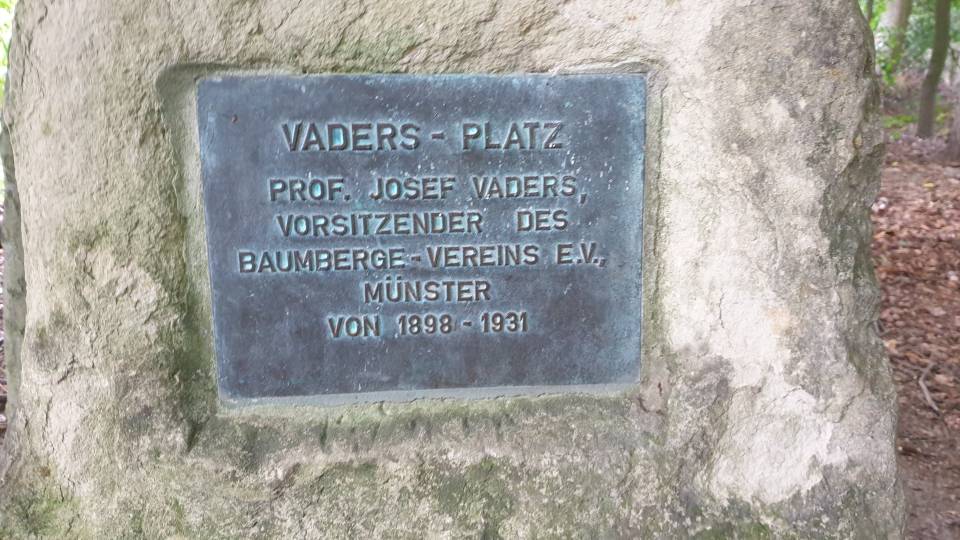 VADERS - PLATZ
PROF. JOSEF VADERS,
VORSITZENDER DES
BAUMBERGE-VEREINS E.V.,
MÜNSTER
VON 1898 - 1931